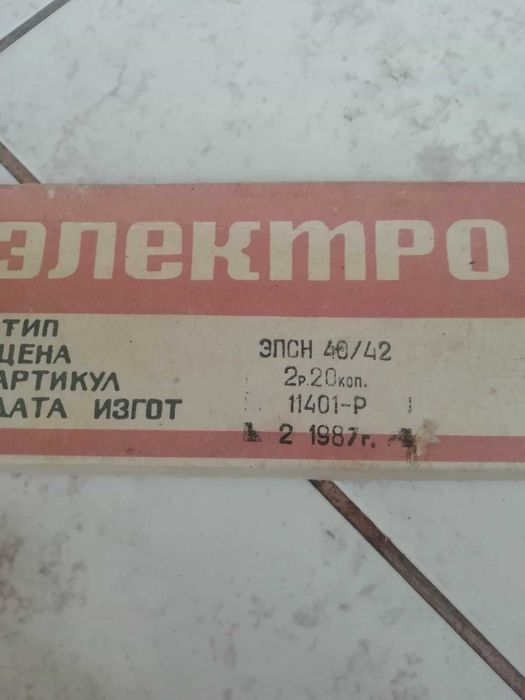 электро
ТИП ЭПСН 40/42
ЦЕНА 2р.20коп.
АРТИКУЛ 11401-Р
ДАТА ИЗГОТ 2 1987г.